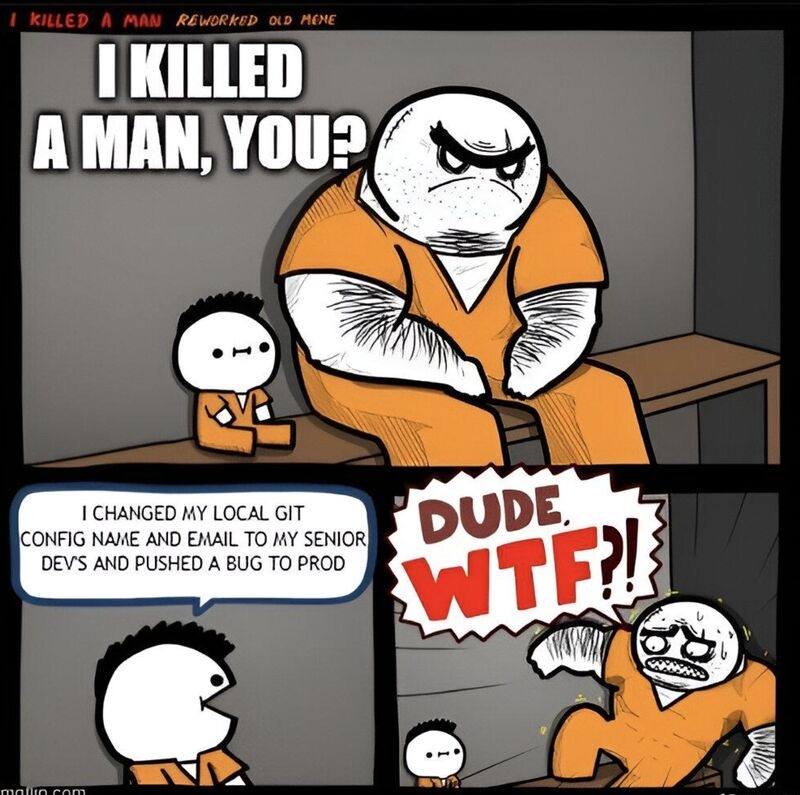 I KILLED A MAN REWORKED OLD MEME
I KILLED
A MAN, YOU?
I CHANGED MY LOCAL GIT
CONFIG NAME AND EMAIL TO MY SENIOR
DEV'S AND PUSHED A BUG TO PROD
DUDE,
WTF?!